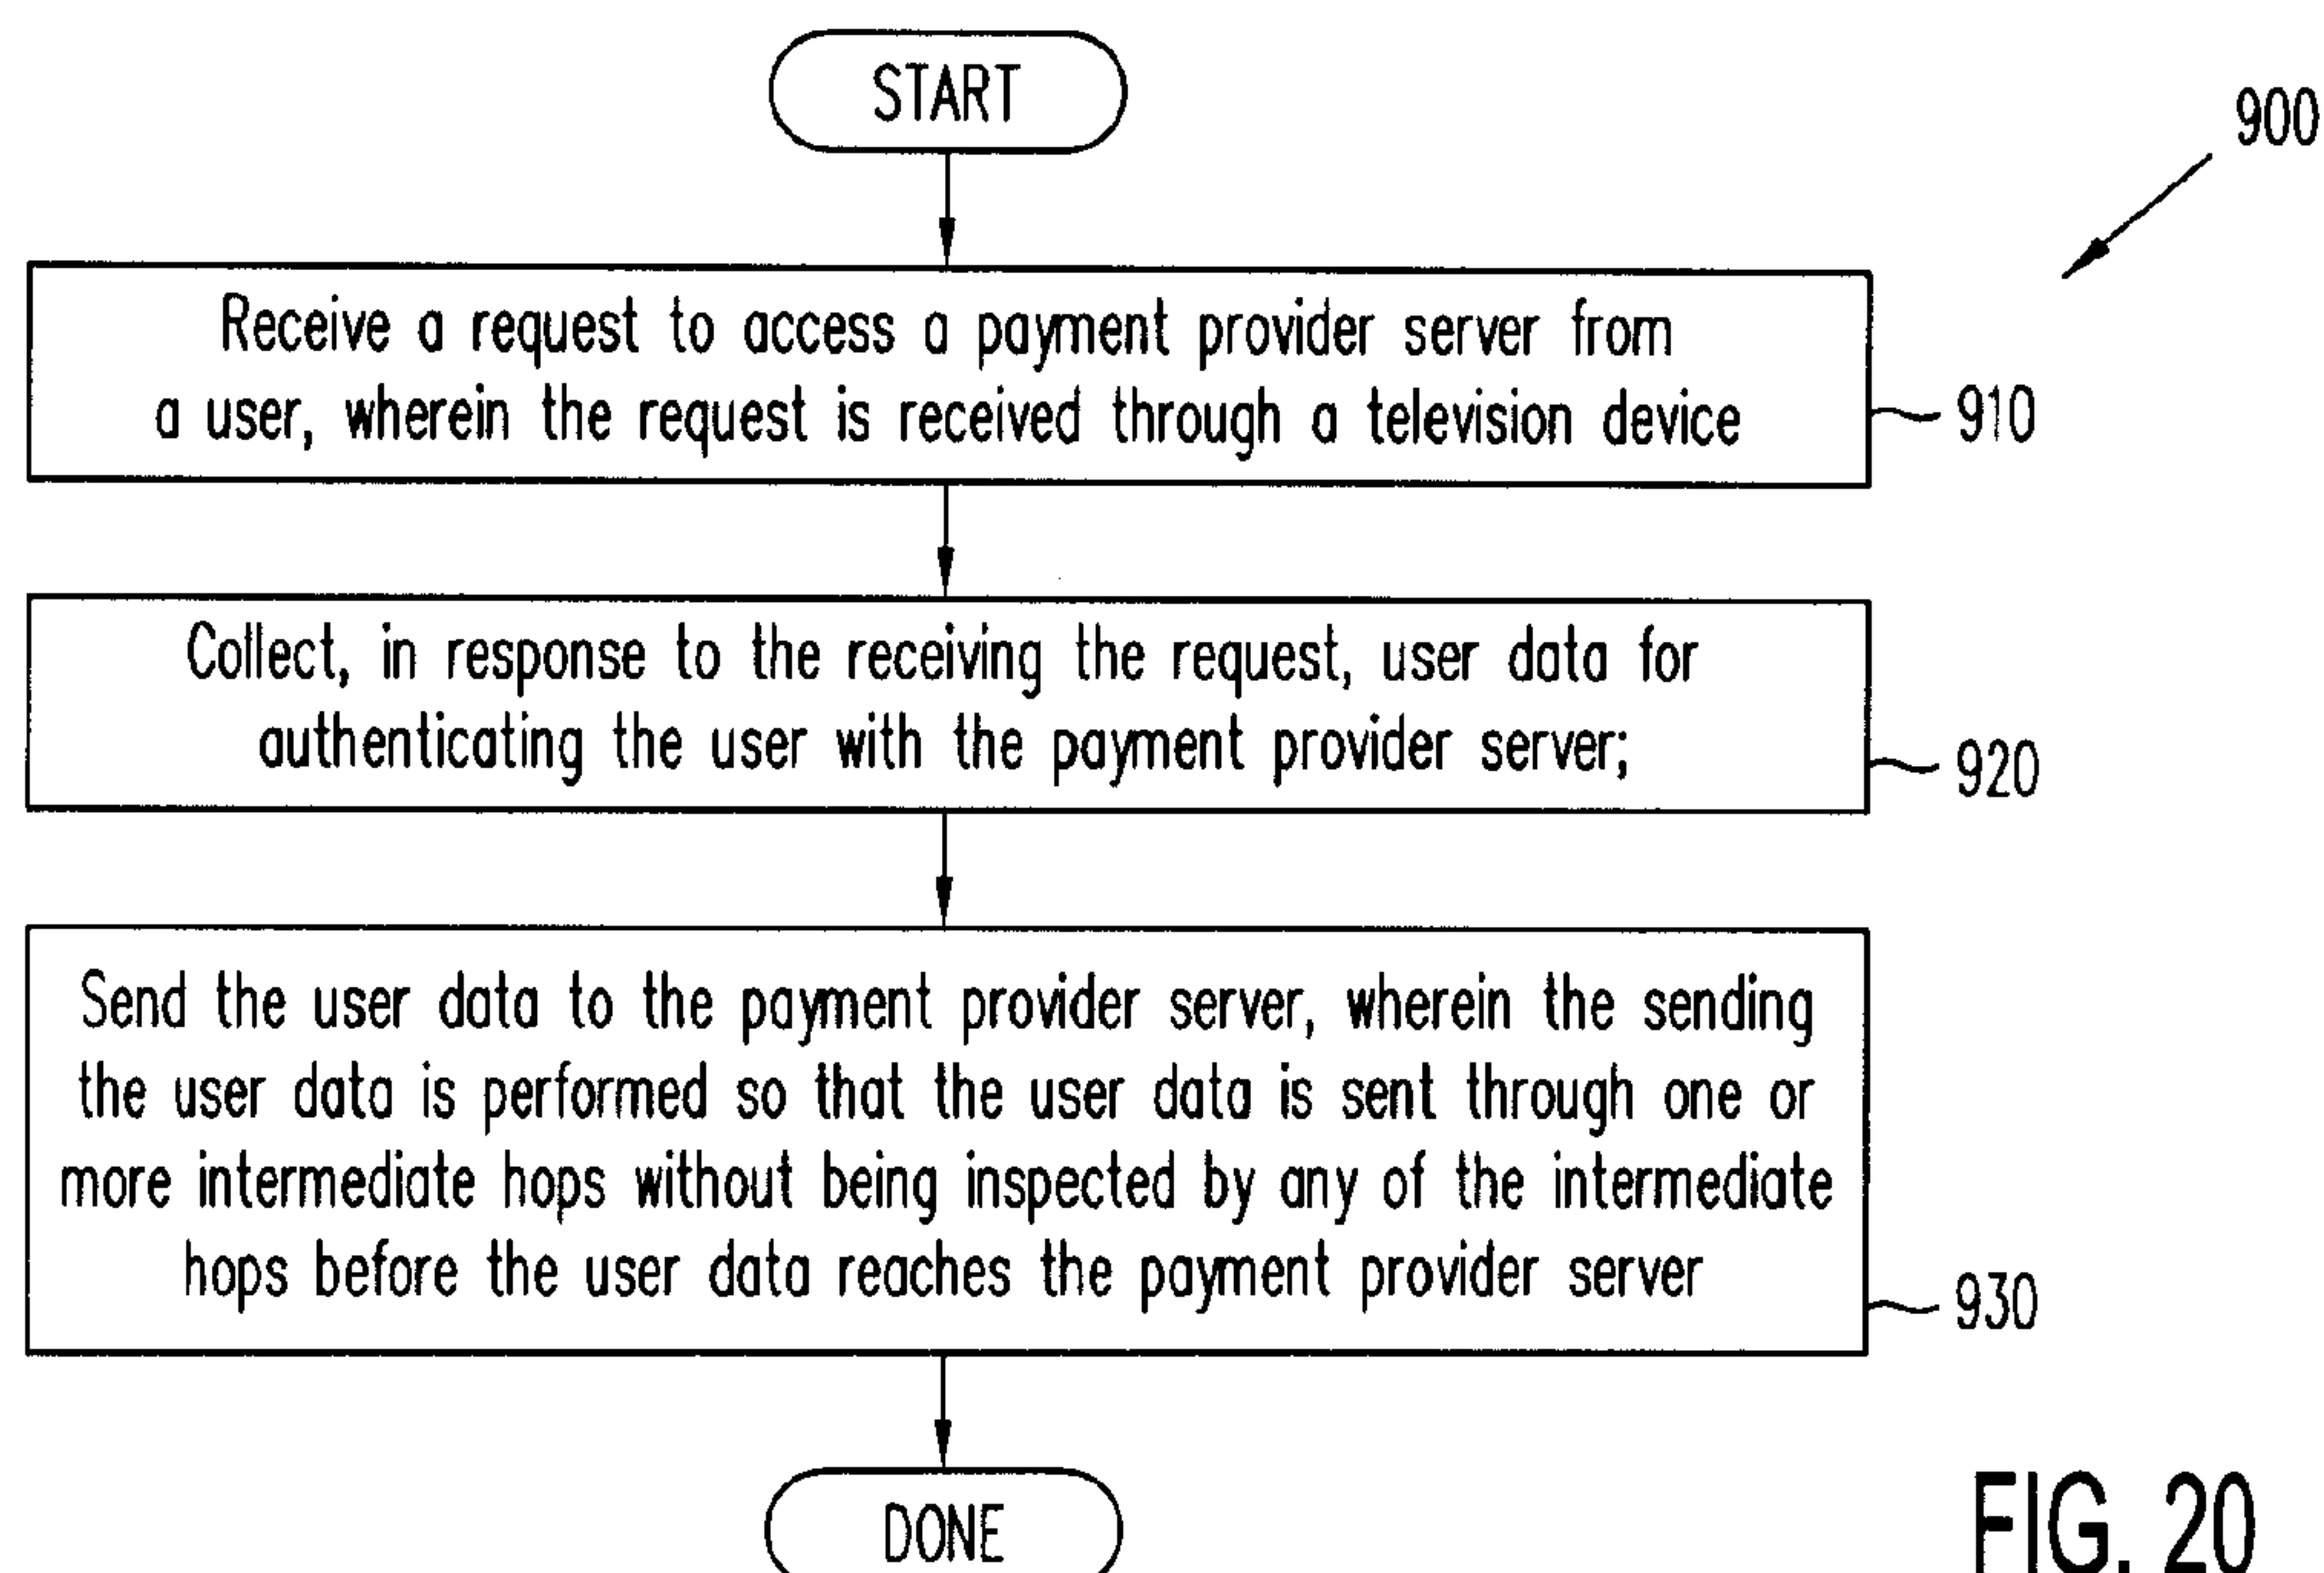 START
900
Receive a request to access a payment provider server from
a user, wherein the request is received through a television device
910
Collect, in response to the receiving the request, user data for
authenticating the user with the payment provider server;
920
Send the user data to the payment provider server, wherein the sending
the user data is performed so that the user data is sent through one or
more intermediate hops without being inspected by any of the intermediate
hops before the user data reaches the payment provider server
930
DONE
FIG. 20